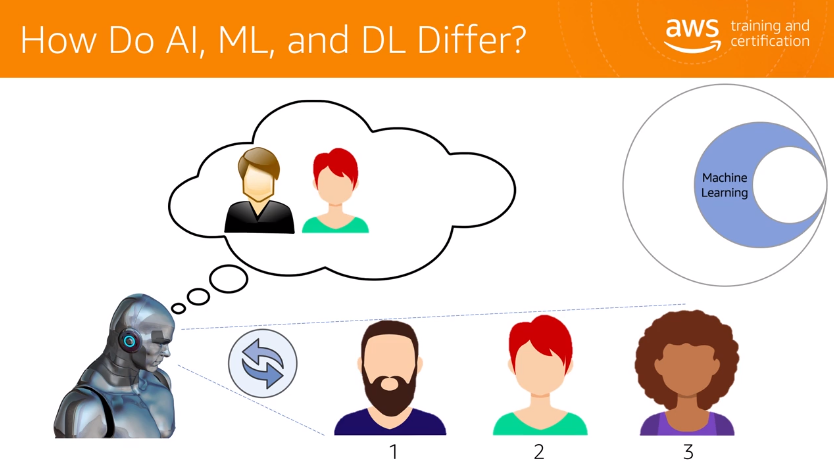 How Do AI, ML, and DL Differ?
aws training and
certification
Machine
Learning
1 2 3